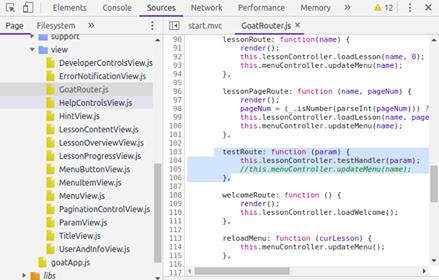 Elements Console Sources Network Performance » 12
Page Filesystem »
start.mvc GoatRouter.js ×
support
view
DeveloperControlsView.js
ErrorNotificationView.js
GoatRouter.js
HelpControlsView.js
HintView.js
LessonContentView.js
LessonOverviewView.js
LessonProgressView.js
MenuButtonView.js
MenuItemView.js
MenuView.js
PaginationControlView.js
ParamView.js
TitleView.js
UserAndInfoView.js
goatApp.js
libs
90 lessonRoute: function(name) {
91 render();
92 this.lessonController.loadLesson(name, 0);
93 this.menuController.updateMenu(name);
94 },
95
96 lessonPageRoute: function (name, pageNum) {
97 render();
98 pageNum = (_.isNumber(parseInt(pageNum))) ?
99 this.lessonController.loadLesson(name, page
100 this.menuController.updateMenu(name);
101 },
102
103 testRoute: function (param) {
104 this.lessonController.testHandler(param);
105 //this.menuController.updateMenu(name);
106 },
107
108 welcomeRoute: function () {
109 render();
110 this.lessonController.loadWelcome();
111 },
112
113 reloadMenu: function (curLesson) {
114 this.menuController.updateMenu();
115 },
116
117